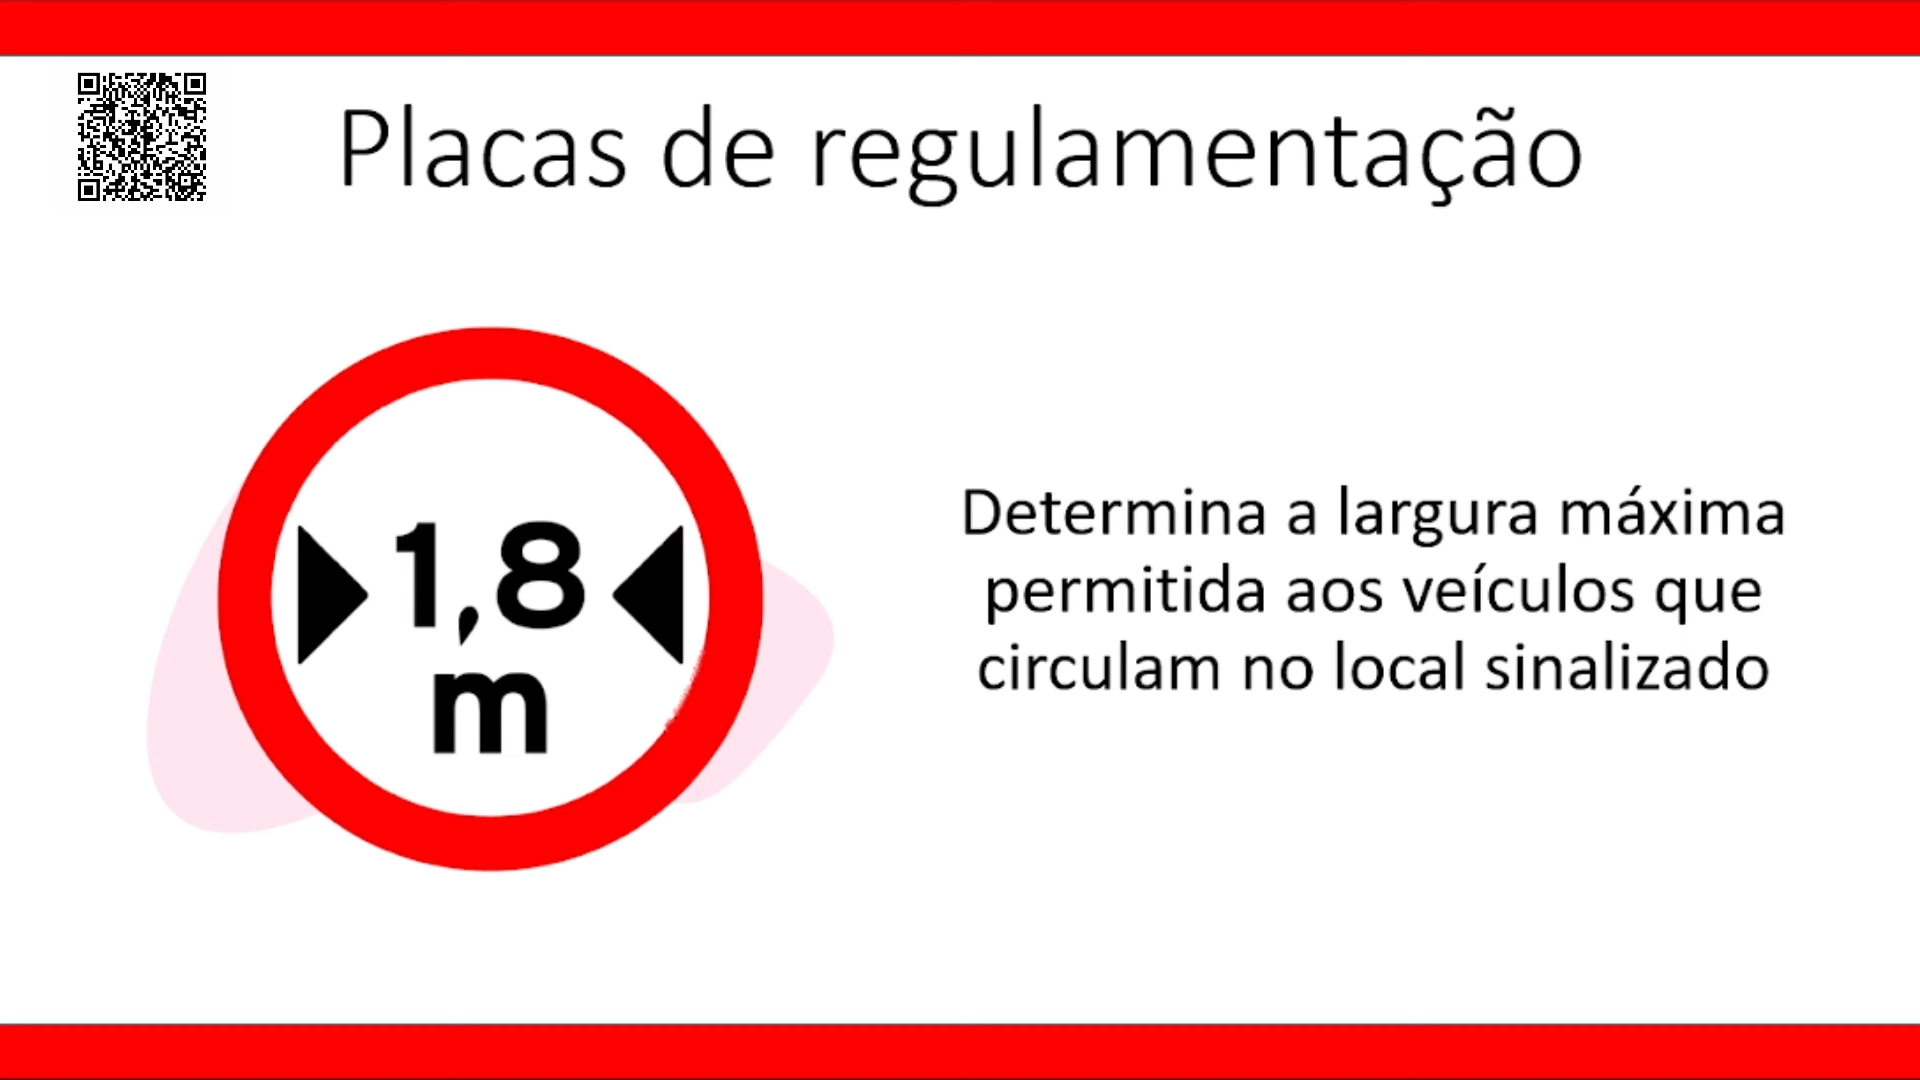 Placas de regulamentação
1,8
m
Determina a largura máxima
permitida aos veículos que
circulam no local sinalizado